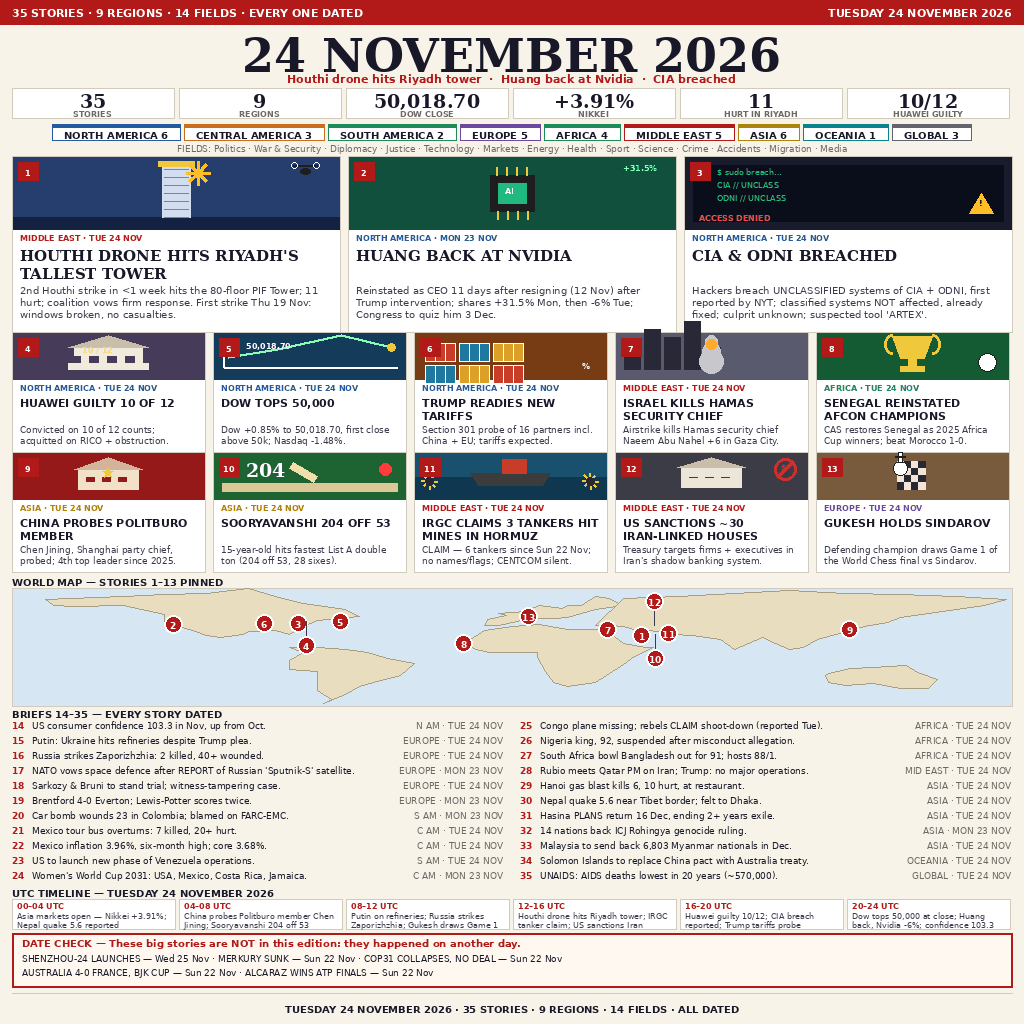 35 STORIES · 9 REGIONS · 14 FIELDS · EVERY ONE DATED
TUESDAY 24 NOVEMBER 2026
24 NOVEMBER 2026
Houthi drone hits Riyadh tower · Huang back at Nvidia · CIA breached
35
STORIES
9
REGIONS
50,018.70
DOW CLOSE
+3.91%
NIKKEI
11
HURT IN RIYADH
10/12
HUAWEI GUILTY
NORTH AMERICA 6
CENTRAL AMERICA 3
SOUTH AMERICA 2
EUROPE 5
AFRICA 4
MIDDLE EAST 5
ASIA 6
OCEANIA 1
GLOBAL 3
FIELDS: Politics · War & Security · Diplomacy · Justice · Technology · Markets · Energy · Health · Sport · Science · Crime · Accidents · Migration · Media
1
MIDDLE EAST · TUE 24 NOV
HOUTHI DRONE HITS RIYADH'S
TALLEST TOWER
2nd Houthi strike in <1 week hits the 80-floor PIF Tower; 11
hurt; coalition vows firm response. First strike Thu 19 Nov:
windows broken, no casualties.
2
AI
+31.5%
NORTH AMERICA · MON 23 NOV
HUANG BACK AT NVIDIA
Reinstated as CEO 11 days after resigning (12 Nov) after
Trump intervention; shares +31.5% Mon, then -6% Tue;
Congress to quiz him 3 Dec.
3
$ sudo breach...
CIA // UNCLASS
ODNI // UNCLASS
ACCESS DENIED
!
NORTH AMERICA · TUE 24 NOV
CIA & ODNI BREACHED
Hackers breach UNCLASSIFIED systems of CIA + ODNI, first
reported by NYT; classified systems NOT affected, already
fixed; culprit unknown; suspected tool 'ARTEX'.
4
NORTH AMERICA · TUE 24 NOV
HUAWEI GUILTY 10 OF 12
Convicted on 10 of 12 counts;
acquitted on RICO + obstruction.
5
50,018.70
NORTH AMERICA · TUE 24 NOV
DOW TOPS 50,000
Dow +0.85% to 50,018.70, first close
above 50k; Nasdaq -1.48%.
6
%
NORTH AMERICA · TUE 24 NOV
TRUMP READIES NEW
TARIFFS
Section 301 probe of 16 partners incl.
China + EU; tariffs expected.
7
MIDDLE EAST · TUE 24 NOV
ISRAEL KILLS HAMAS
SECURITY CHIEF
Airstrike kills Hamas security chief
Naeem Abu Nahel +6 in Gaza City.
8
AFRICA · TUE 24 NOV
SENEGAL REINSTATED
AFCON CHAMPIONS
CAS restores Senegal as 2025 Africa
Cup winners; beat Morocco 1-0.
9
ASIA · TUE 24 NOV
CHINA PROBES POLITBURO
MEMBER
Chen Jining, Shanghai party chief,
probed; 4th top leader since 2025.
10
204
ASIA · TUE 24 NOV
SOORYAVANSHI 204 OFF 53
15-year-old hits fastest List A double
ton (204 off 53, 28 sixes).
11
MIDDLE EAST · TUE 24 NOV
IRGC CLAIMS 3 TANKERS HIT
MINES IN HORMUZ
CLAIM — 6 tankers since Sun 22 Nov;
no names/flags; CENTCOM silent.
12
MIDDLE EAST · TUE 24 NOV
US SANCTIONS ~30
IRAN-LINKED HOUSES
Treasury targets firms + executives in
Iran's shadow banking system.
13
EUROPE · TUE 24 NOV
GUKESH HOLDS SINDAROV
Defending champion draws Game 1 of
the World Chess final vs Sindarov.
WORLD MAP — STORIES 1–13 PINNED
2
6
3
5
4
8
13
7
12
1
11
10
9
BRIEFS 14–35 — EVERY STORY DATED
14 US consumer confidence 103.3 in Nov, up from Oct. N AM · TUE 24 NOV
15 Putin: Ukraine hits refineries despite Trump plea. EUROPE · TUE 24 NOV
16 Russia strikes Zaporizhzhia: 2 killed, 40+ wounded. EUROPE · TUE 24 NOV
17 NATO vows space defence after REPORT of Russian 'Sputnik-S' satellite. EUROPE · MON 23 NOV
18 Sarkozy & Bruni to stand trial; witness-tampering case. EUROPE · TUE 24 NOV
19 Brentford 4-0 Everton; Lewis-Potter scores twice. EUROPE · MON 23 NOV
20 Car bomb wounds 23 in Colombia; blamed on FARC-EMC. S AM · MON 23 NOV
21 Mexico tour bus overturns: 7 killed, 20+ hurt. C AM · TUE 24 NOV
22 Mexico inflation 3.96%, six-month high; core 3.68%. C AM · TUE 24 NOV
23 US to launch new phase of Venezuela operations. S AM · TUE 24 NOV
24 Women's World Cup 2031: USA, Mexico, Costa Rica, Jamaica. C AM · MON 23 NOV
25 Congo plane missing; rebels CLAIM shoot-down (reported Tue). AFRICA · TUE 24 NOV
26 Nigeria king, 92, suspended after misconduct allegation. AFRICA · TUE 24 NOV
27 South Africa bowl Bangladesh out for 91; hosts 88/1. AFRICA · TUE 24 NOV
28 Rubio meets Qatar PM on Iran; Trump: no major operations. MID EAST · TUE 24 NOV
29 Hanoi gas blast kills 6, 10 hurt, at restaurant. ASIA · TUE 24 NOV
30 Nepal quake 5.6 near Tibet border; felt to Dhaka. ASIA · TUE 24 NOV
31 Hasina PLANS return 16 Dec, ending 2+ years exile. ASIA · TUE 24 NOV
32 14 nations back ICJ Rohingya genocide ruling. ASIA · MON 23 NOV
33 Malaysia to send back 6,803 Myanmar nationals in Dec. ASIA · TUE 24 NOV
34 Solomon Islands to replace China pact with Australia treaty. OCEANIA · TUE 24 NOV
35 UNAIDS: AIDS deaths lowest in 20 years (~570,000). GLOBAL · TUE 24 NOV
UTC TIMELINE — TUESDAY 24 NOVEMBER 2026
00-04 UTC
Asia markets open — Nikkei +3.91%;
Nepal quake 5.6 reported
04-08 UTC
China probes Politburo member Chen
Jining; Sooryavanshi 204 off 53
08-12 UTC
Putin on refineries; Russia strikes
Zaporizhzhia; Gukesh draws Game 1
12-16 UTC
Houthi drone hits Riyadh tower; IRGC
tanker claim; US sanctions Iran
16-20 UTC
Huawei guilty 10/12; CIA breach
reported; Trump tariffs probe
20-24 UTC
Dow tops 50,000 at close; Huang
back, Nvidia -6%; confidence 103.3
DATE CHECK — These big stories are NOT in this edition: they happened on another day.
SHENZHOU-24 LAUNCHES — Wed 25 Nov · MERKURY SUNK — Sun 22 Nov · COP31 COLLAPSES, NO DEAL — Sun 22 Nov
AUSTRALIA 4-0 FRANCE, BJK CUP — Sun 22 Nov · ALCARAZ WINS ATP FINALS — Sun 22 Nov
TUESDAY 24 NOVEMBER 2026 · 35 STORIES · 9 REGIONS · 14 FIELDS · ALL DATED